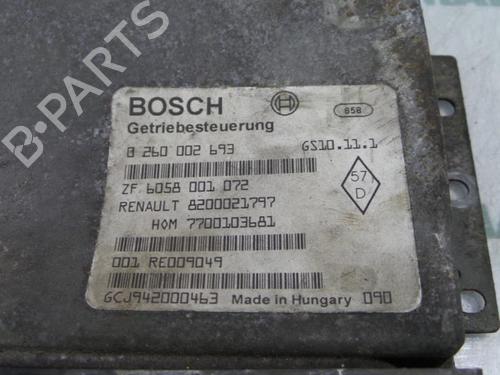 BOSCH
858
Getriebesteuerung
0 260 002 693 GS10.11.1
ZF 6058 001 072
57
D
RENAULT 8200021797
HOM 7700103681
001 RE009049
GCJ942000463 Made in Hungary 090
B-PARTS